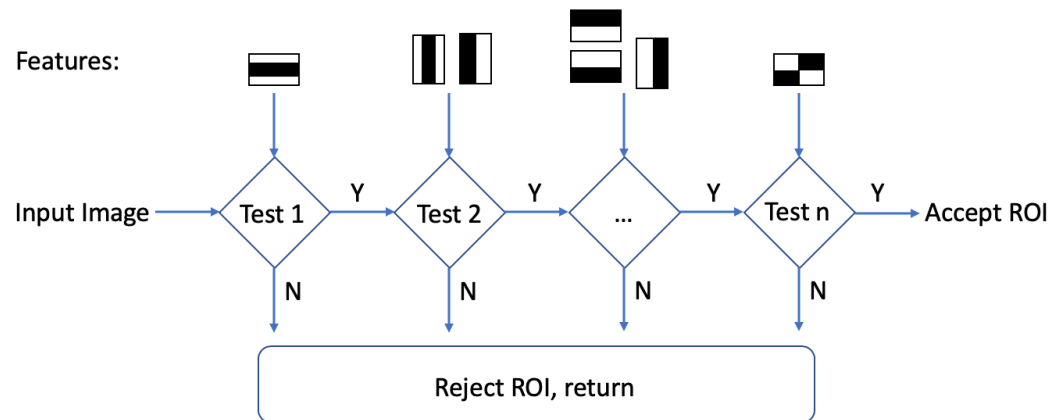 Features:
Input Image
Test 1
Y
Test 2
Y
...
Y
Test n
Y
Accept ROI
N
N
N
N
Reject ROI, return